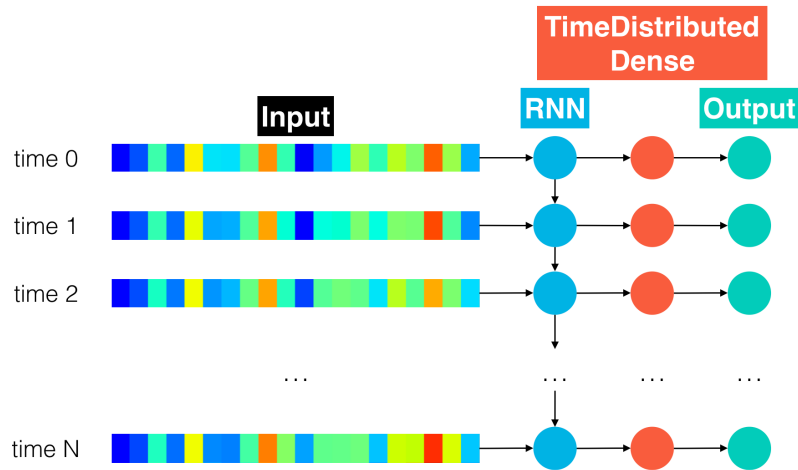 TimeDistributed
Dense
Input
RNN
Output
time 0
time 1
time 2
...
...
...
...
time N